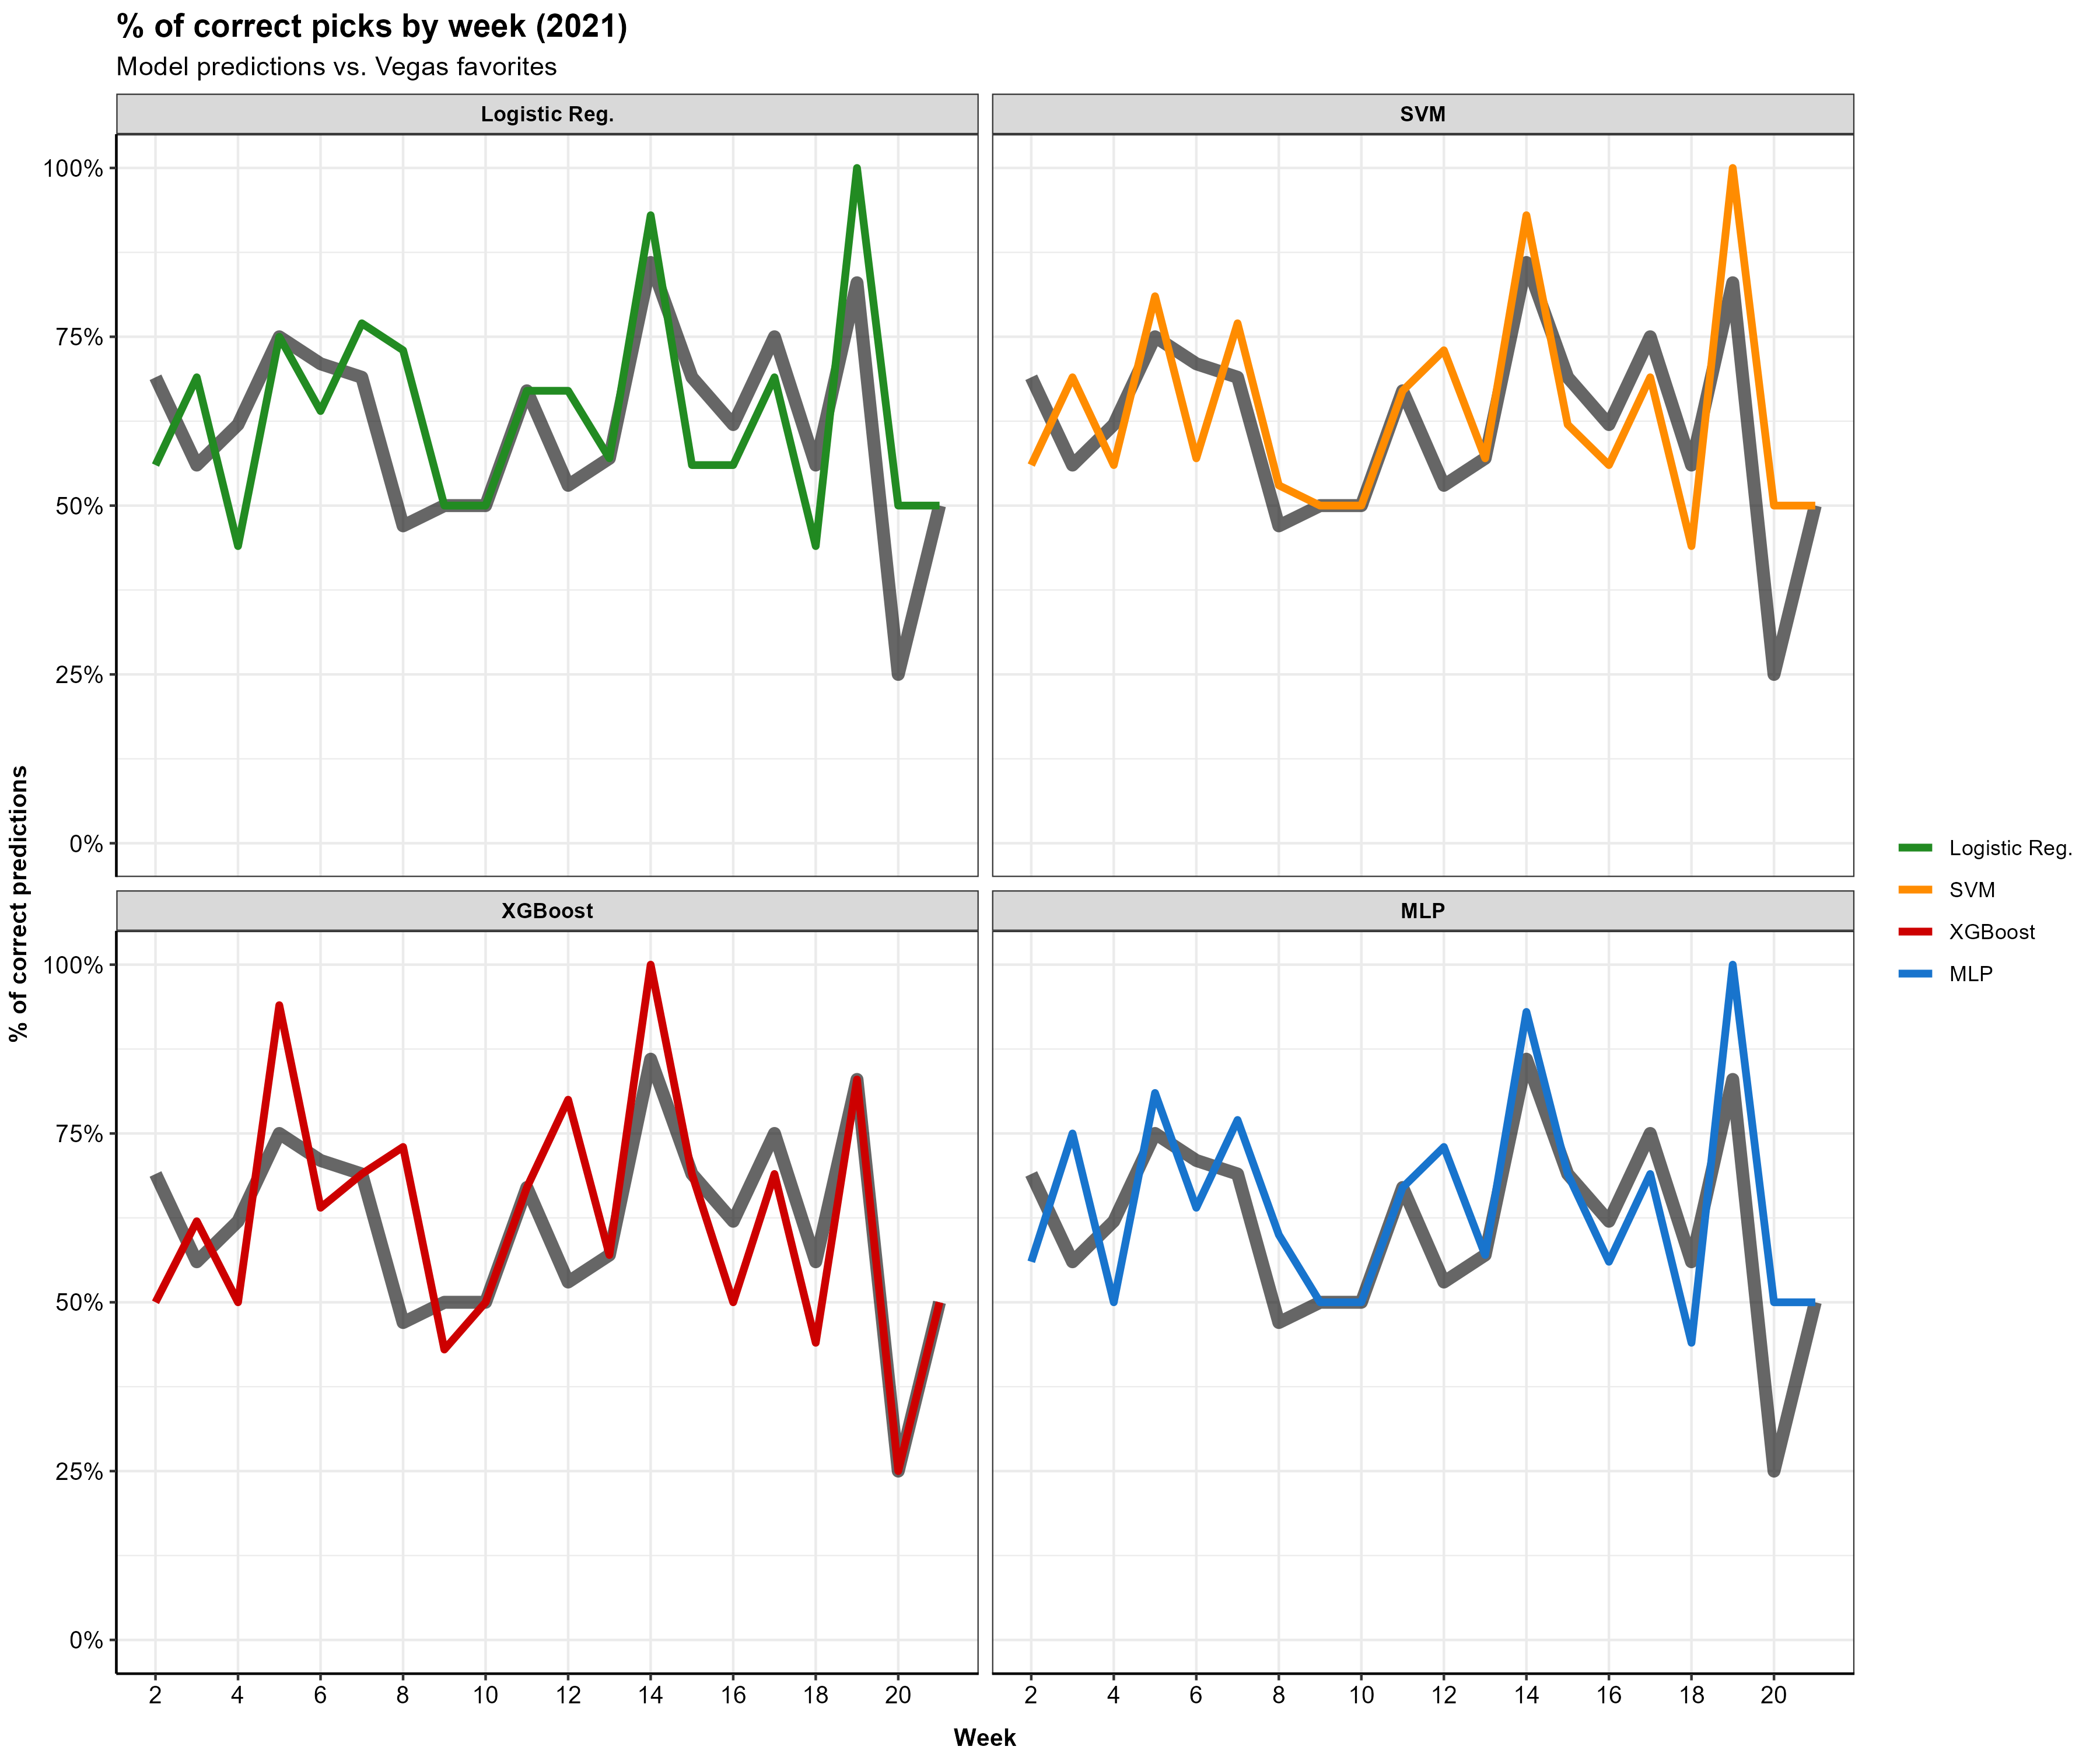 % of correct picks by week (2021)
Model predictions vs. Vegas favorites
Logistic Reg.
SVM
100%
75%
50%
25%
0%
% of correct predictions
XGBoost
MLP
100%
75%
50%
25%
0%
2 4 6 8 10 12 14 16 18 20
2 4 6 8 10 12 14 16 18 20
Week
Logistic Reg.
SVM
XGBoost
MLP